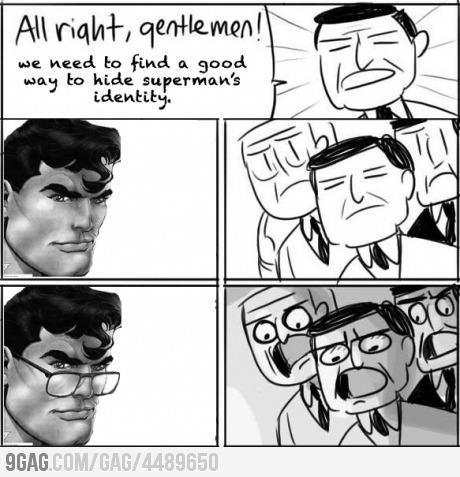 All right, gentlemen!
we need to find a good
way to hide superman's
identity.
9GAG.COM/GAG/4489650